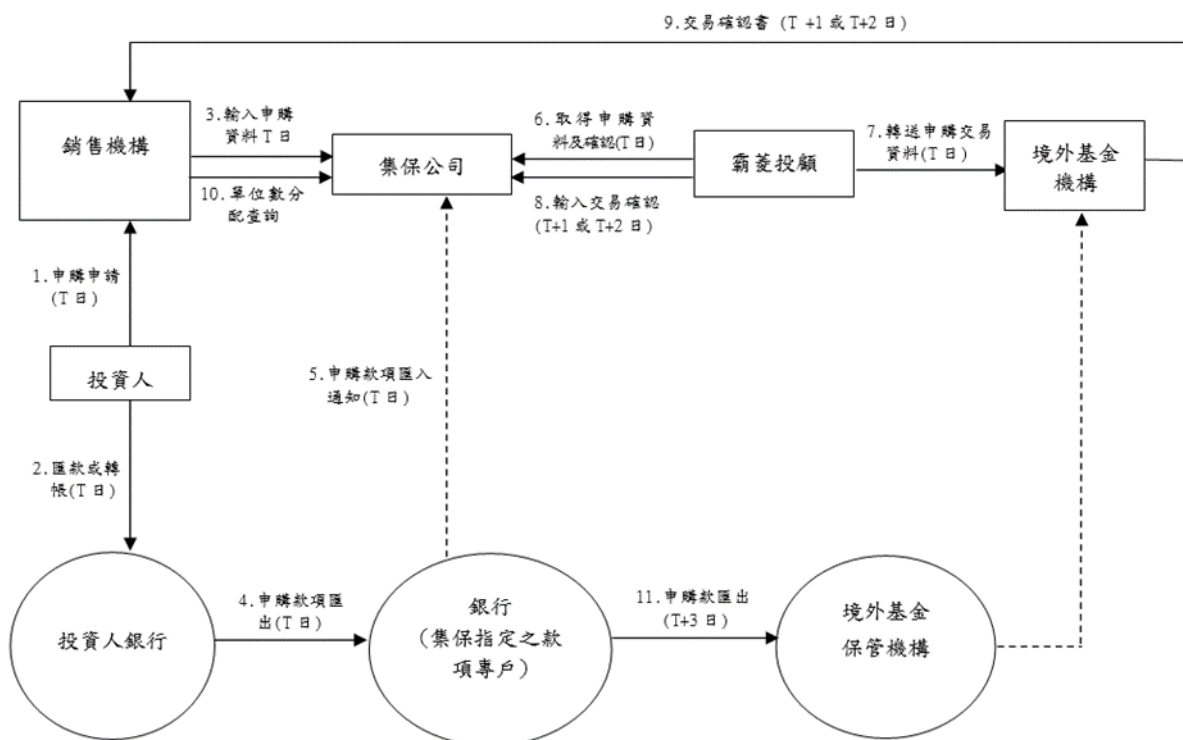 9.交易確認書 (T +1 或 T+2 日)
銷售機構
3.輸入申購
資料 T 日
10.單位數分
配查詢
集保公司
6.取得申購資
料及確認(T日)
8.輸入交易確認
(T+1 或 T+2 日)
霸菱投顧
7.轉送申購交易
資料(T日)
境外基金
機構
1.申購申請
(T 日)
投資人
5.申購款項匯入
通知(T日)
2.匯款或轉
帳(T 日)
投資人銀行
4.申購款項匯
出(T日)
銀行
(集保指定之款
項專戶)
11.申購款匯出
(T+3 日)
境外基金
保管機構